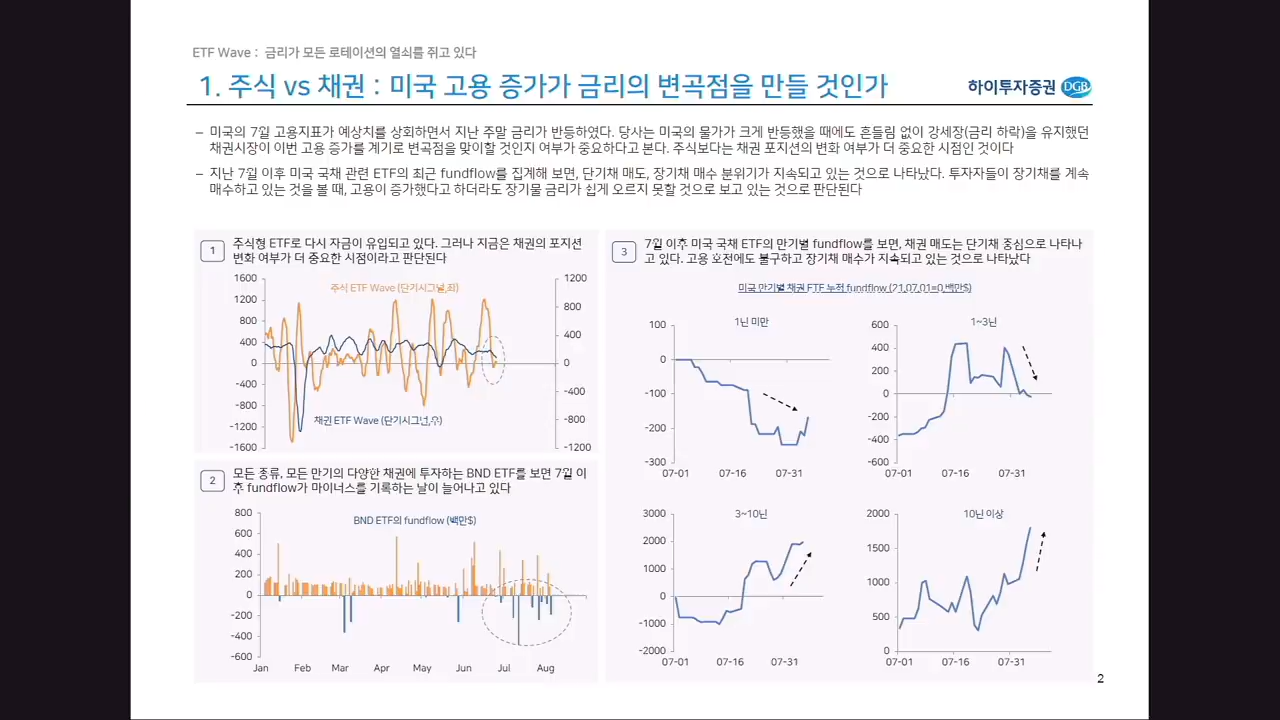 ETF Wave : 금리가 모든 로테이션의 열쇠를 쥐고 있다
1. 주식 vs 채권 : 미국 고용 증가가 금리의 변곡점을 만들 것인가
하이투자증권 DGB
– 미국의 7월 고용지표가 예상치를 상회하면서 지난 주말 금리가 반등하였다. 당사는 미국의 물가가 크게 반등했을 때에도 흔들림 없이 강세장(금리 하락)을 유지했던
채권시장이 이번 고용 증가를 계기로 변곡점을 맞이할 것인지 여부가 중요하다고 본다. 주식보다는 채권 포지션의 변화 여부가 더 중요한 시점인 것이다
– 지난 7월 이후 미국 국채 관련 ETF의 최근 fundflow를 집계해 보면, 단기채 매도, 장기채 매수 분위기가 지속되고 있는 것으로 나타났다. 투자자들이 장기채를 계속
매수하고 있는 것을 볼 때, 고용이 증가했다고 하더라도 장기물 금리가 쉽게 오르지 못할 것으로 보고 있는 것으로 판단된다
1
주식형 ETF로 다시 자금이 유입되고 있다. 그러나 지금은 채권의 포지션
변화 여부가 더 중요한 시점이라고 판단된다
주식 ETF Wave (단기시그널,좌)
1600
1200
800
400
0
-400
-800
-1200
-1600
1200
800
400
0
-400
-800
-1200
채권 ETF Wave (단기시그널,우)
2
모든 종류, 모든 만기의 다양한 채권에 투자하는 BND ETF를 보면 7월 이
후 fundflow가 마이너스를 기록하는 날이 늘어나고 있다
BND ETF의 fundflow (백만$)
800
600
400
200
0
-200
-400
-600
Jan Feb Mar Apr May Jun Jul Aug
3
7월 이후 미국 국채 ETF의 만기별 fundflow를 보면, 채권 매도는 단기채 중심으로 나타나
고 있다. 고용 호전에도 불구하고 장기채 매수가 지속되고 있는 것으로 나타났다
미국 만기별 채권 ETF 누적 fundflow (21.07.01=0,백만$)
1년 미만
100
0
-100
-200
-300
07-01 07-16 07-31
1~3년
600
400
200
0
-200
-400
-600
07-01 07-16 07-31
3~10년
3000
2000
1000
0
-1000
-2000
07-01 07-16 07-31
10년 이상
2000
1500
1000
500
0
07-01 07-16 07-31
2